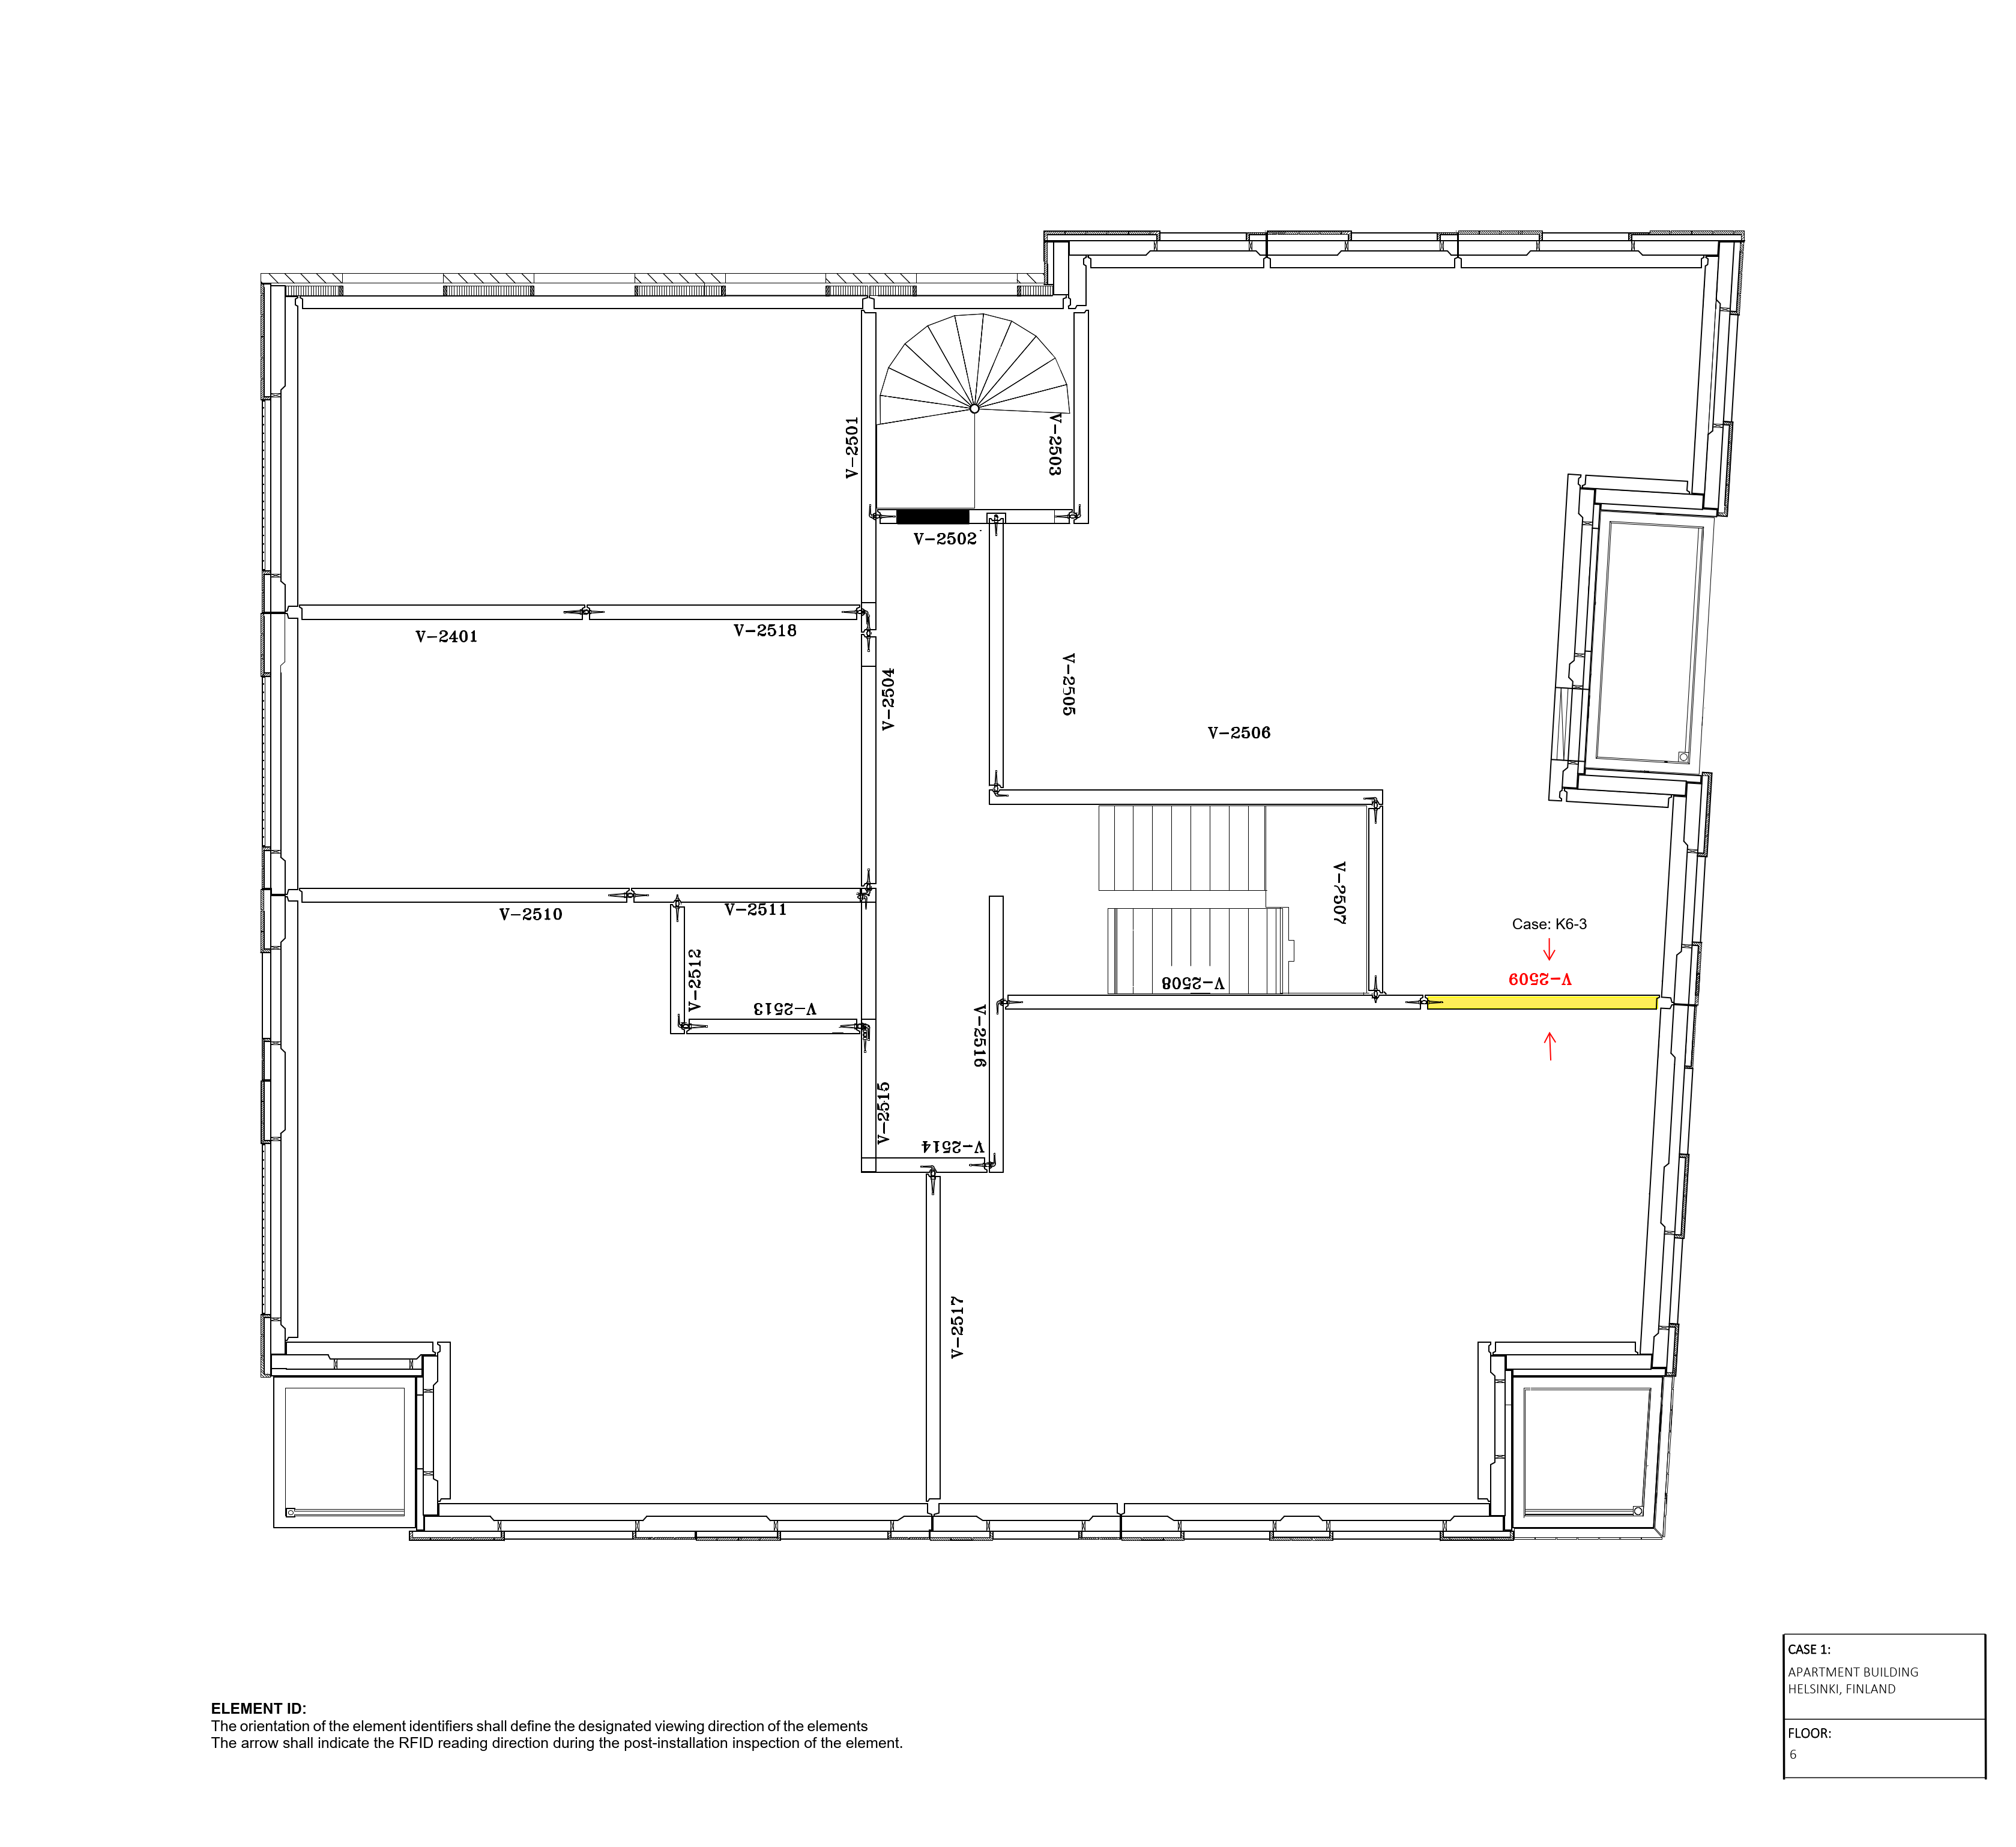 V-2501
V-2503
V-2502
V-2401
V-2518
V-2504
V-2505
V-2506
V-2507
Case: K6-3
V-2509
V-2510
V-2511
V-2512
V-2513
V-2508
V-2516
V-2515
V-2514
V-2517
CASE 1:
APARTMENT BUILDING
HELSINKI, FINLAND
FLOOR:
6
ELEMENT ID:
The orientation of the element identifiers shall define the designated viewing direction of the elements
The arrow shall indicate the RFID reading direction during the post-installation inspection of the element.